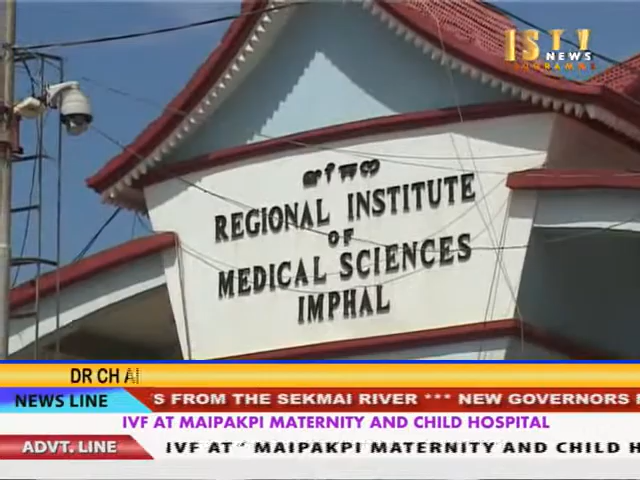 ISTV
NEWS
PROGRAMME
REGIONAL INSTITUTE
OF
MEDICAL SCIENCES
IMPHAL
DR CH
NEWS LINE
'S FROM THE SEKMAI RIVER *** NEW GOVERNORS
IVF AT MAIPAKPI MATERNITY AND CHILD HOSPITAL
ADVT. LINE
IVF AT ' MAIPAKPI MATERNITY AND CHILD H